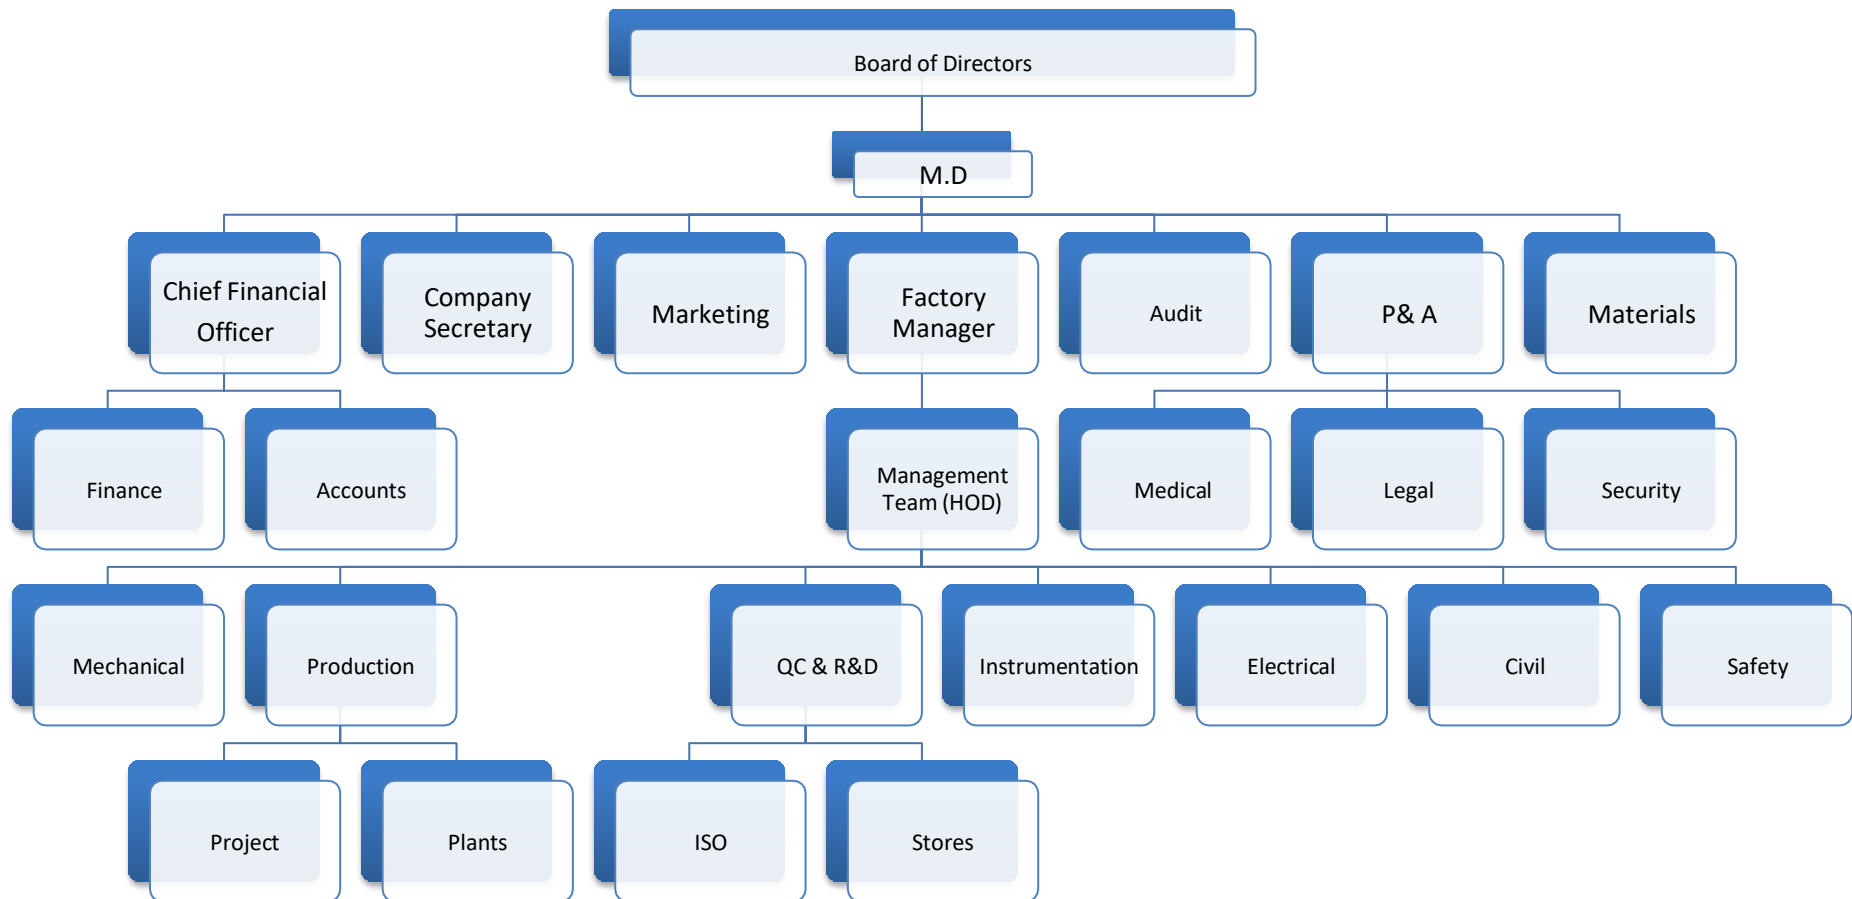 Board of Directors
M.D
Chief Financial
Officer
Company
Secretary
Marketing
Factory
Manager
Audit
P& A
Materials
Finance
Accounts
Management
Team (HOD)
Medical
Legal
Security
Mechanical
Production
QC & R&D
Instrumentation
Electrical
Civil
Safety
Project
Plants
ISO
Stores